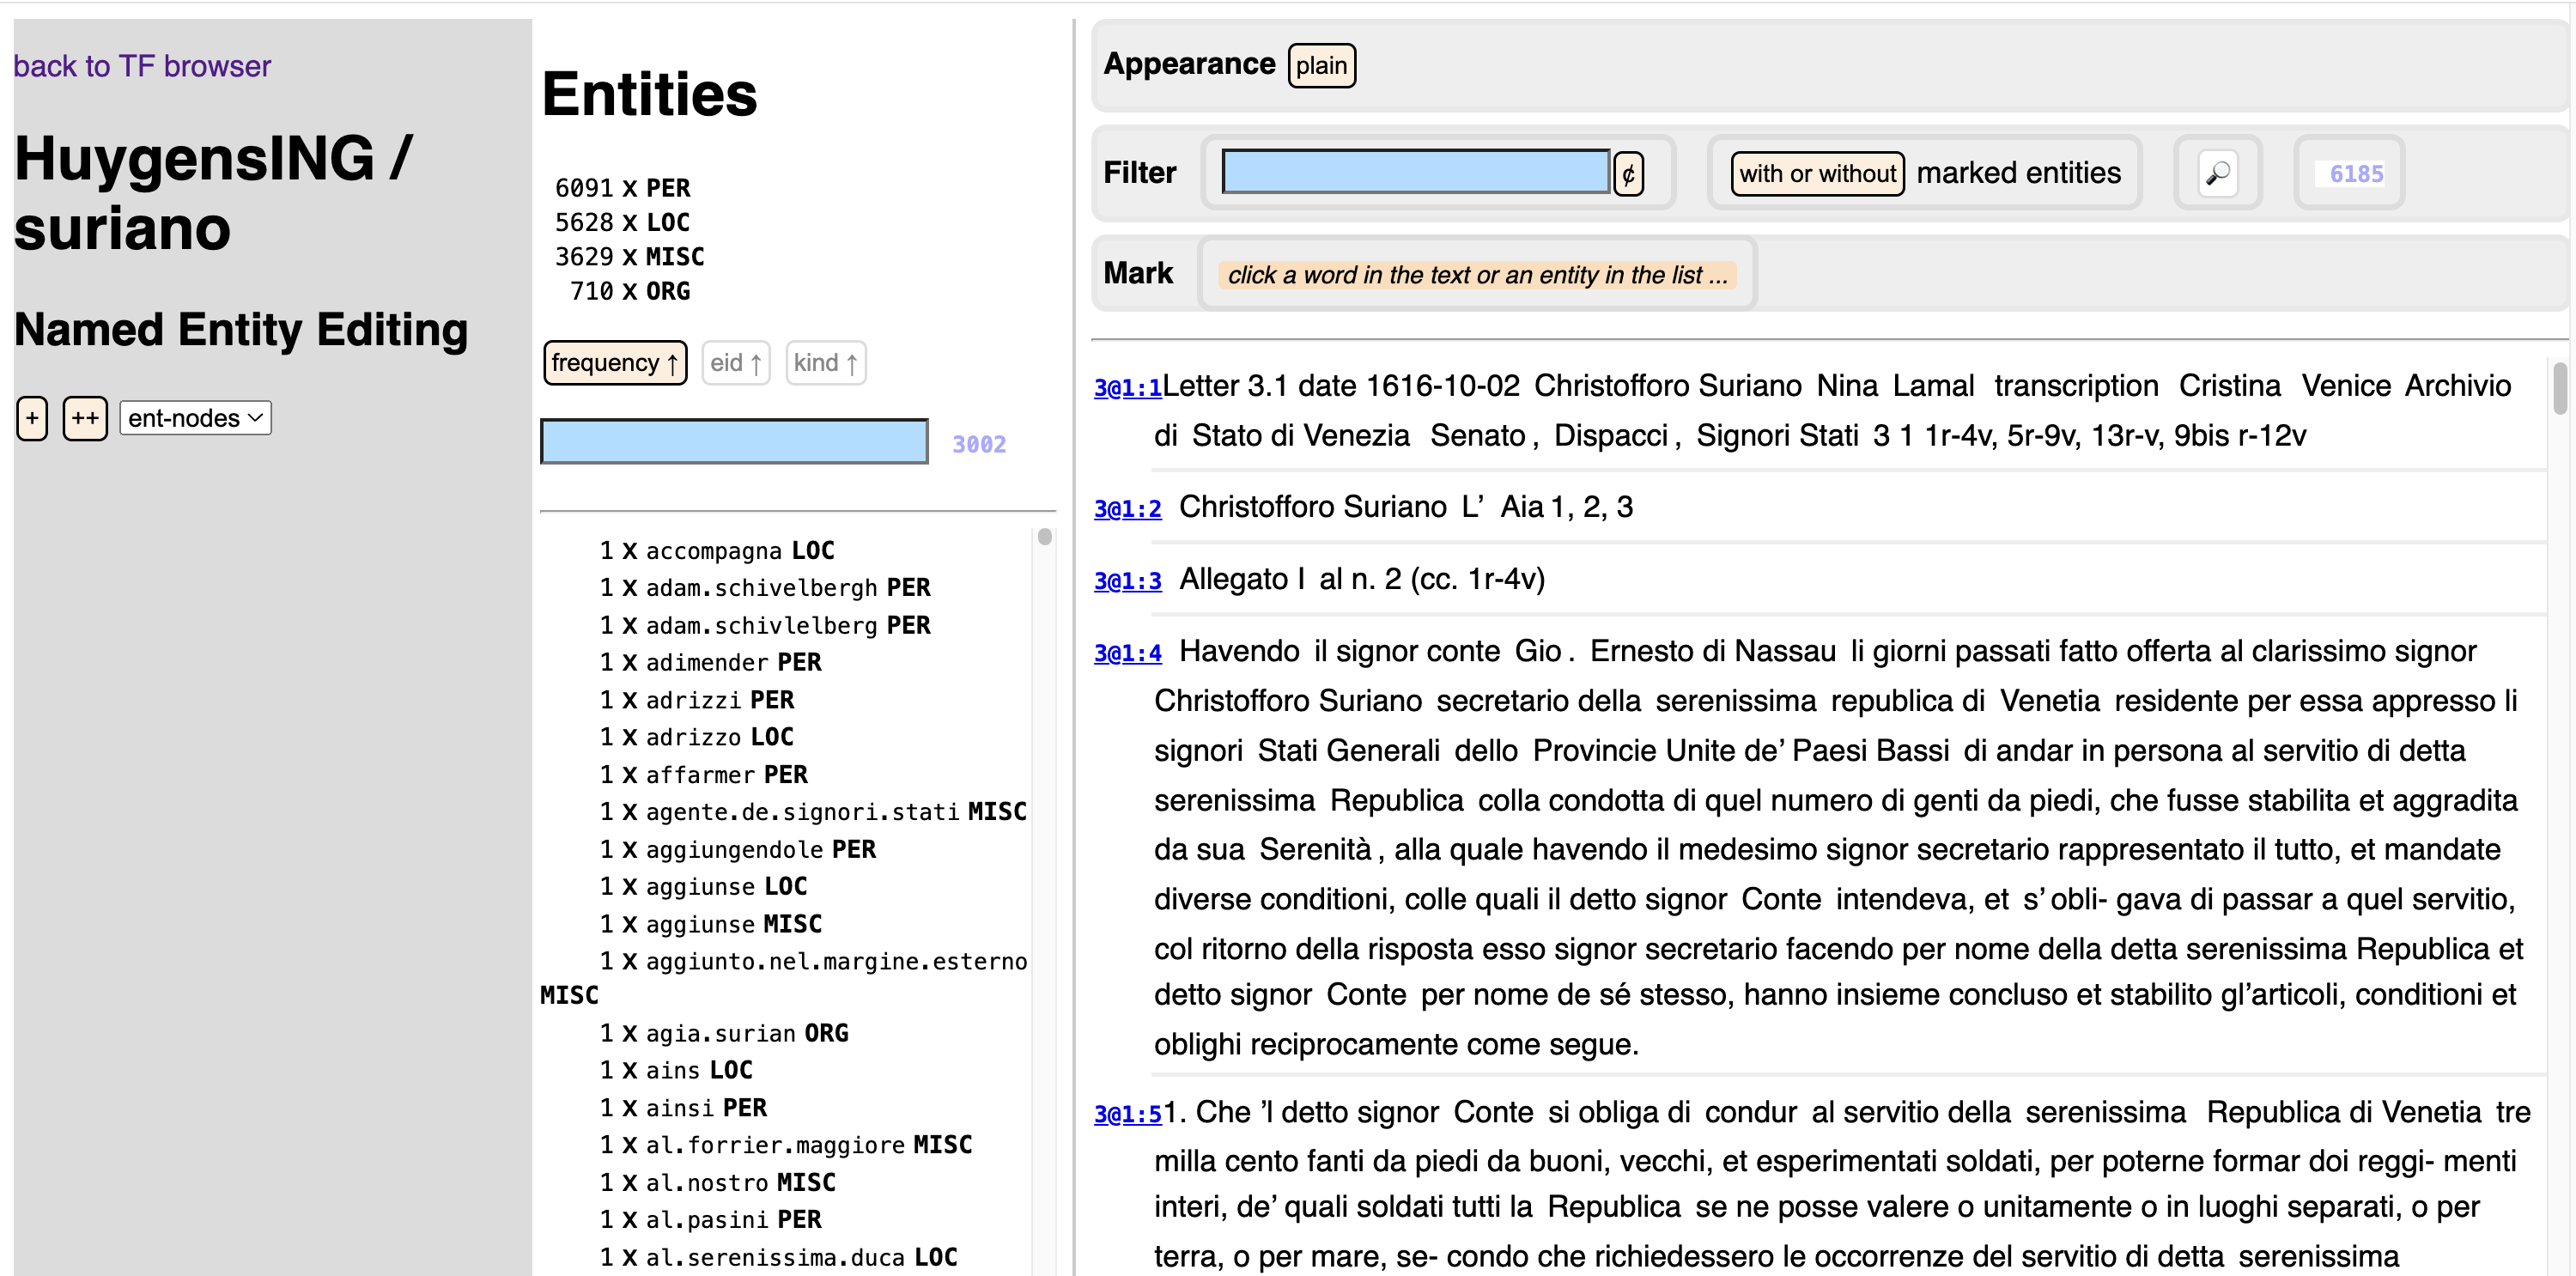 back to TF browser
HuygensING /
suriano
Named Entity Editing
+ ++ ent-nodes
Entities
6091 x PER
5628 x LOC
3629 x MISC
710 x ORG
frequency ↑ eid ↑ kind ↑
3002
1 x accompagna LOC
1 x adam.schivelbergh PER
1 x adam.schivlelberg PER
1 x adimender PER
1 x adrizzi PER
1 x adrizzo LOC
1 x affarmer PER
1 x agente.de.signori.stati MISC
1 x aggiungendole PER
1 x aggiunse LOC
1 x aggiunse MISC
1 x aggiunto.nel.margine.esterno
MISC
1 x agia.surian ORG
1 x ains LOC
1 x ainsi PER
1 x al.forrier.maggiore MISC
1 x al.nostro MISC
1 x al.pasini PER
1 x al.serenissima.duca LOC
Appearance plain
Filter ¢ with or without marked entities 🔎 6185
Mark click a word in the text or an entity in the list ...
3@1:1 Letter 3.1 date 1616-10-02 Christofforo Suriano Nina Lamal transcription Cristina Venice Archivio
di Stato di Venezia Senato , Dispacci , Signori Stati 3 1 1r-4v, 5r-9v, 13r-v, 9bis r-12v
3@1:2 Christofforo Suriano L’ Aia 1, 2, 3
3@1:3 Allegato I al n. 2 (cc. 1r-4v)
3@1:4 Havendo il signor conte Gio . Ernesto di Nassau li giorni passati fatto offerta al clarissimo signor
Christofforo Suriano secretario della serenissima republica di Venetia residente per essa appresso li
signori Stati Generali dello Provincie Unite de’ Paesi Bassi di andar in persona al servitio di detta
serenissima Republica colla condotta di quel numero di genti da piedi, che fusse stabilita et aggradita
da sua Serenità , alla quale havendo il medesimo signor secretario rappresentato il tutto, et mandate
diverse conditioni, colle quali il detto signor Conte intendeva, et s’ obli- gava di passar a quel servitio,
col ritorno della risposta esso signor secretario facendo per nome della detta serenissima Republica et
detto signor Conte per nome de sé stesso, hanno insieme concluso et stabilito gl’articoli, conditioni et
oblighi reciprocamente come segue.
3@1:5 1. Che ’l detto signor Conte si obliga di condur al servitio della serenissima Republica di Venetia tre
milla cento fanti da piedi da buoni, vecchi, et esperimentati soldati, per poterne formar doi reggi- menti
interi, de’ quali soldati tutti la Republica se ne posse valere o unitamente o in luoghi separati, o per
terra, o per mare, se- condo che richiedessero le occorrenze del servitio di detta serenissima